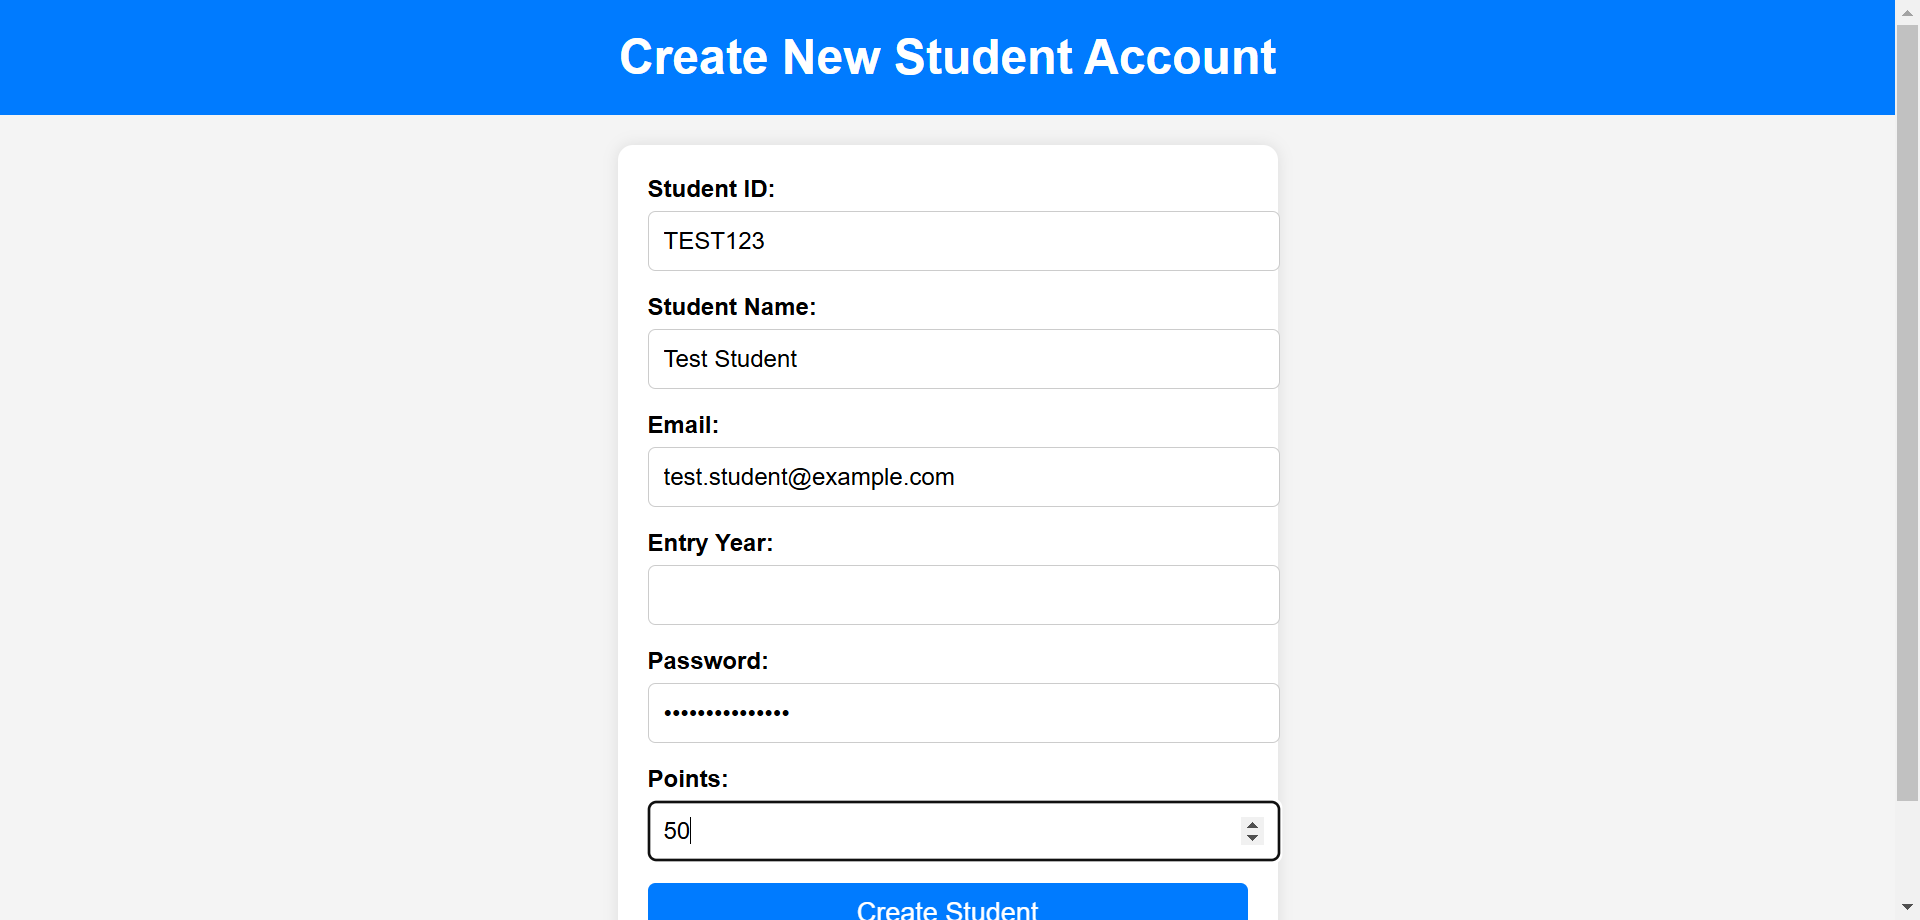 Create New Student Account
Student ID:
TEST123
Student Name:
Test Student
Email:
test.student@example.com
Entry Year:
Password:
•••••••••••••••
Points:
50
Create Student